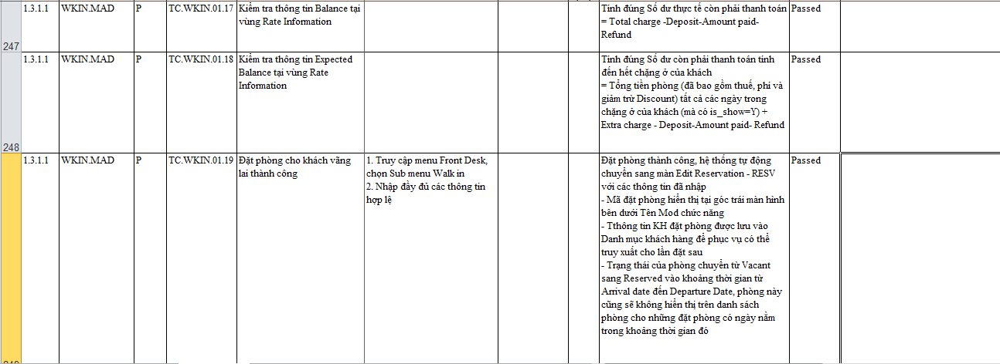 1.3.1.1 WKIN.MAD P TC.WKIN.01.17 Kiểm tra thông tin Balance tại Tính đúng Số dư thực tế còn phải thanh toán Passed
vùng Rate Information = Total charge -Deposit-Amount paid-
Refund
247
1.3.1.1 WKIN.MAD P TC.WKIN.01.18 Kiểm tra thông tin Expected Tính đúng Số dư còn phải thanh toán tính Passed
Balance tại vùng Rate đến hết chặng ở của khách
Information = Tổng tiền phòng (đã bao gồm thuế, phí và
giảm trừ Discount) tất cả các ngày trong
chặng ở của khách (mà có is_show=Y) +
Extra charge - Deposit-Amount paid- Refund
248
1.3.1.1 WKIN.MAD P TC.WKIN.01.19 Đặt phòng cho khách vãng 1. Truy cập menu Front Desk, Đặt phòng thành công, hệ thống tự động Passed
lai thành công chọn Sub menu Walk in chuyển sang màn Edit Reservation - RESV
2. Nhập đầy đủ các thông tin với các thông tin đã nhập
hợp lệ - Mã đặt phòng hiển thị tại góc trái màn hình
bên dưới Tên Mod chức năng
- Tthông tin KH đặt phòng được lưu vào
Danh mục khách hàng để phục vụ có thể
truy xuất cho lần đặt sau
- Trạng thái của phòng chuyển từ Vacant
sang Reserved vào khoảng thời gian từ
Arrival date đến Departure Date, phòng này
cũng sẽ không hiển thị trên danh sách
phòng cho những đặt phòng có ngày nằm
trong khoảng thời gian đó